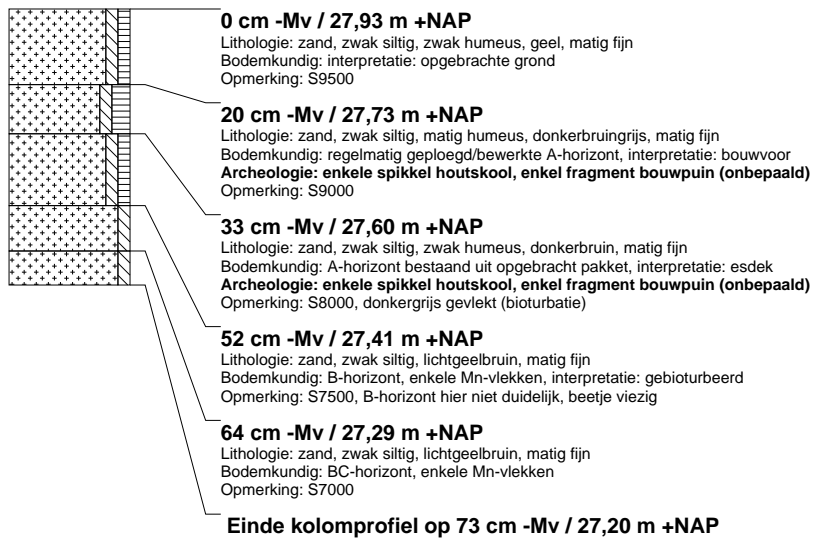 0 cm -Mv / 27,93 m +NAP
Lithologie: zand, zwak siltig, zwak humeus, geel, matig fijn
Bodemkundig: interpretatie: opgebrachte grond
Opmerking: S9500
20 cm -Mv / 27,73 m +NAP
Lithologie: zand, zwak siltig, matig humeus, donkerbruingrijs, matig fijn
Bodemkundig: regelmatig geploegd/bewerkte A-horizont, interpretatie: bouwvoor
Archeologie: enkele spikkel houtskool, enkel fragment bouwpuin (onbepaald)
Opmerking: S9000
33 cm -Mv / 27,60 m +NAP
Lithologie: zand, zwak siltig, zwak humeus, donkerbruin, matig fijn
Bodemkundig: A-horizont bestaand uit opgebracht pakket, interpretatie: esdek
Archeologie: enkele spikkel houtskool, enkel fragment bouwpuin (onbepaald)
Opmerking: S8000, donkergrijs gevlekt (bioturbatie)
52 cm -Mv / 27,41 m +NAP
Lithologie: zand, zwak siltig, lichtgeelbruin, matig fijn
Bodemkundig: B-horizont, enkele Mn-vlekken, interpretatie: gebioturbeerd
Opmerking: S7500, B-horizont hier niet duidelijk, beetje viezig
64 cm -Mv / 27,29 m +NAP
Lithologie: zand, zwak siltig, lichtgeelbruin, matig fijn
Bodemkundig: BC-horizont, enkele Mn-vlekken
Opmerking: S7000
Einde kolomprofiel op 73 cm -Mv / 27,20 m +NAP